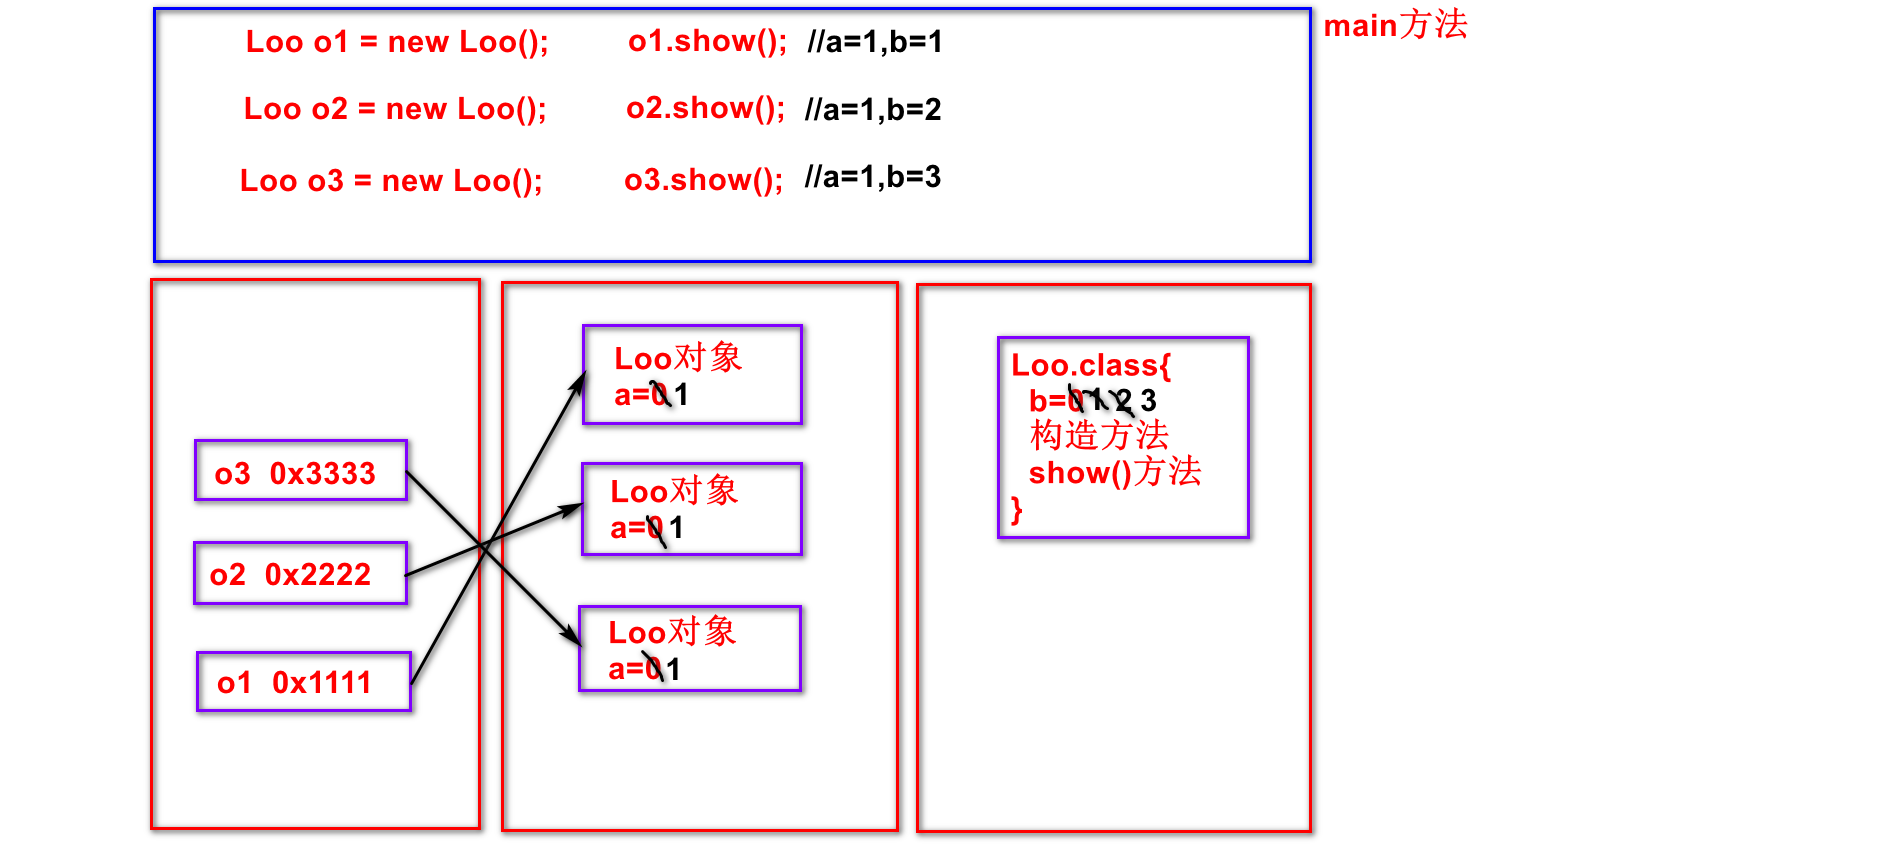 Loo o1 = new Loo(); o1.show(); //a=1,b=1
main方法
Loo o2 = new Loo(); o2.show(); //a=1,b=2
Loo o3 = new Loo(); o3.show(); //a=1,b=3
o3 0x3333
o2 0x2222
o1 0x1111
Loo对象
a=0 1
Loo对象
a=0 1
Loo对象
a=0 1
Loo.class{
b=0 1 2 3
构造方法
show()方法
}